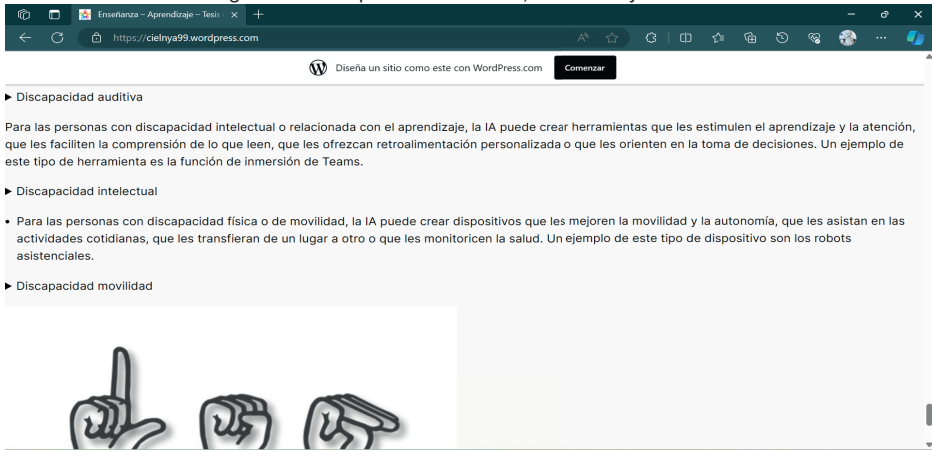 Enseñanza – Aprendizaje – Tesis
https://cielnya99.wordpress.com
Diseña un sitio como este con WordPress.com
Comenzar
Discapacidad auditiva
Para las personas con discapacidad intelectual o relacionada con el aprendizaje, la IA puede crear herramientas que les estimulen el aprendizaje y la atención,
que les faciliten la comprensión de lo que leen, que les ofrezcan retroalimentación personalizada o que les orienten en la toma de decisiones. Un ejemplo de
este tipo de herramienta es la función de inmersión de Teams.
Discapacidad intelectual
• Para las personas con discapacidad física o de movilidad, la IA puede crear dispositivos que les mejoren la movilidad y la autonomía, que les asistan en las
actividades cotidianas, que les transfieran de un lugar a otro o que les monitoricen la salud. Un ejemplo de este tipo de dispositivo son los robots
asistenciales.
Discapacidad movilidad